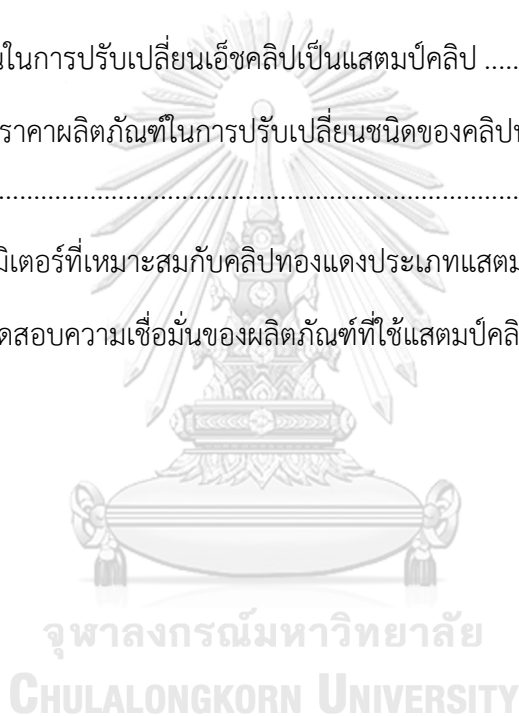 นในการปรับเปลี่ยนเอ็ชคลิปเป็นแสตมป์คลิป .....
ราคาผลิตภัณฑ์ในการปรับเปลี่ยนชนิดของคลิป
................................................................................
มิเตอร์ที่เหมาะสมกับคลิปทองแดงประเภทแสตม
ดสอบความเชื่อมั่นของผลิตภัณฑ์ที่ใช้แสตมป์คลิ
จุฬาลงกรณ์มหาวิทยาลัย
CHULALONGKORN UNIVERSITY